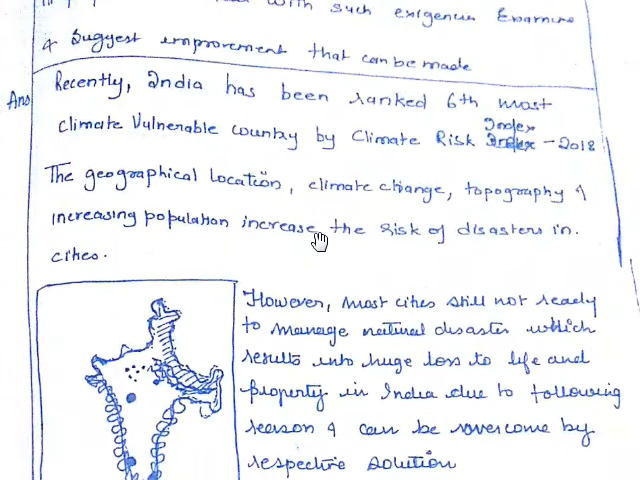 with such exigencies Examine
& Suggest improvement that can be made
Ans Recently, India has been ranked 6th most
climate Vulnerable country by Climate Risk Index - 2018
The geographical Location, climate change, topography &
increasing population increase the risk of disasters in.
cities.
However, most cites still not ready
to manage natural disaster which
results into huge loss to life and
property in India due to following
reason & can be overcome by
respective solution